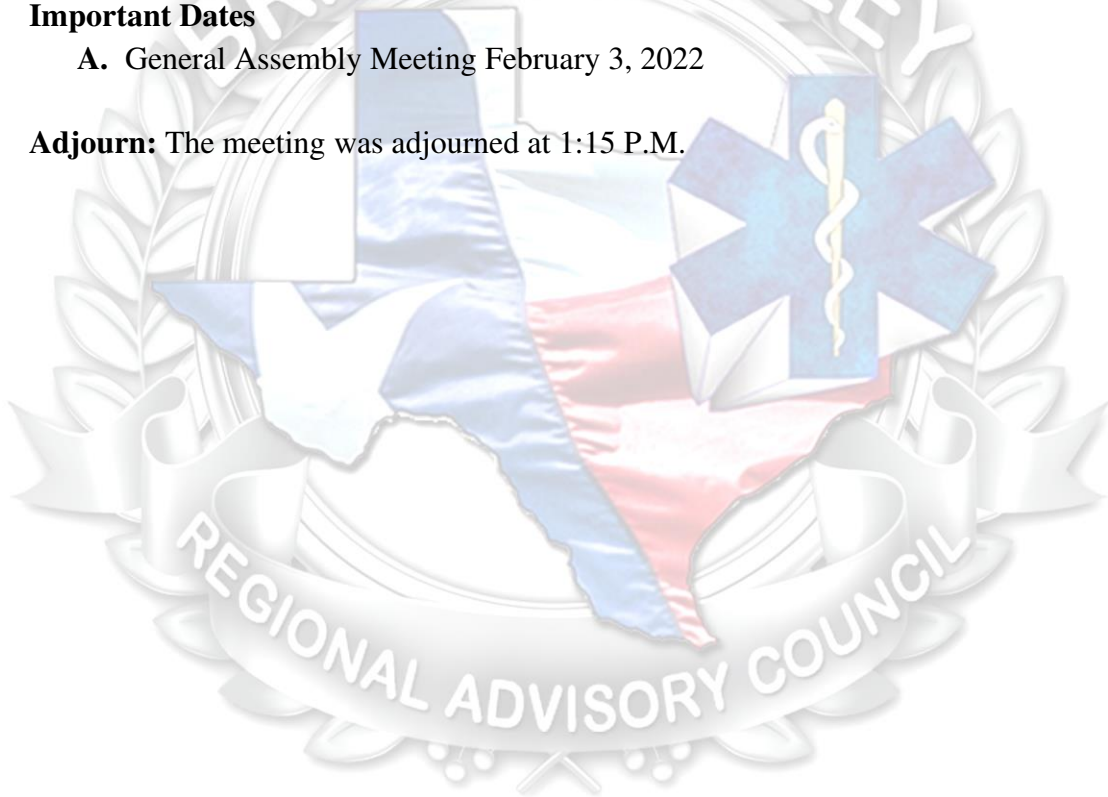 Important Dates
A. General Assembly Meeting February 3, 2022
Adjourn: The meeting was adjourned at 1:15 P.M.
REGIONAL ADVISORY COUNCIL